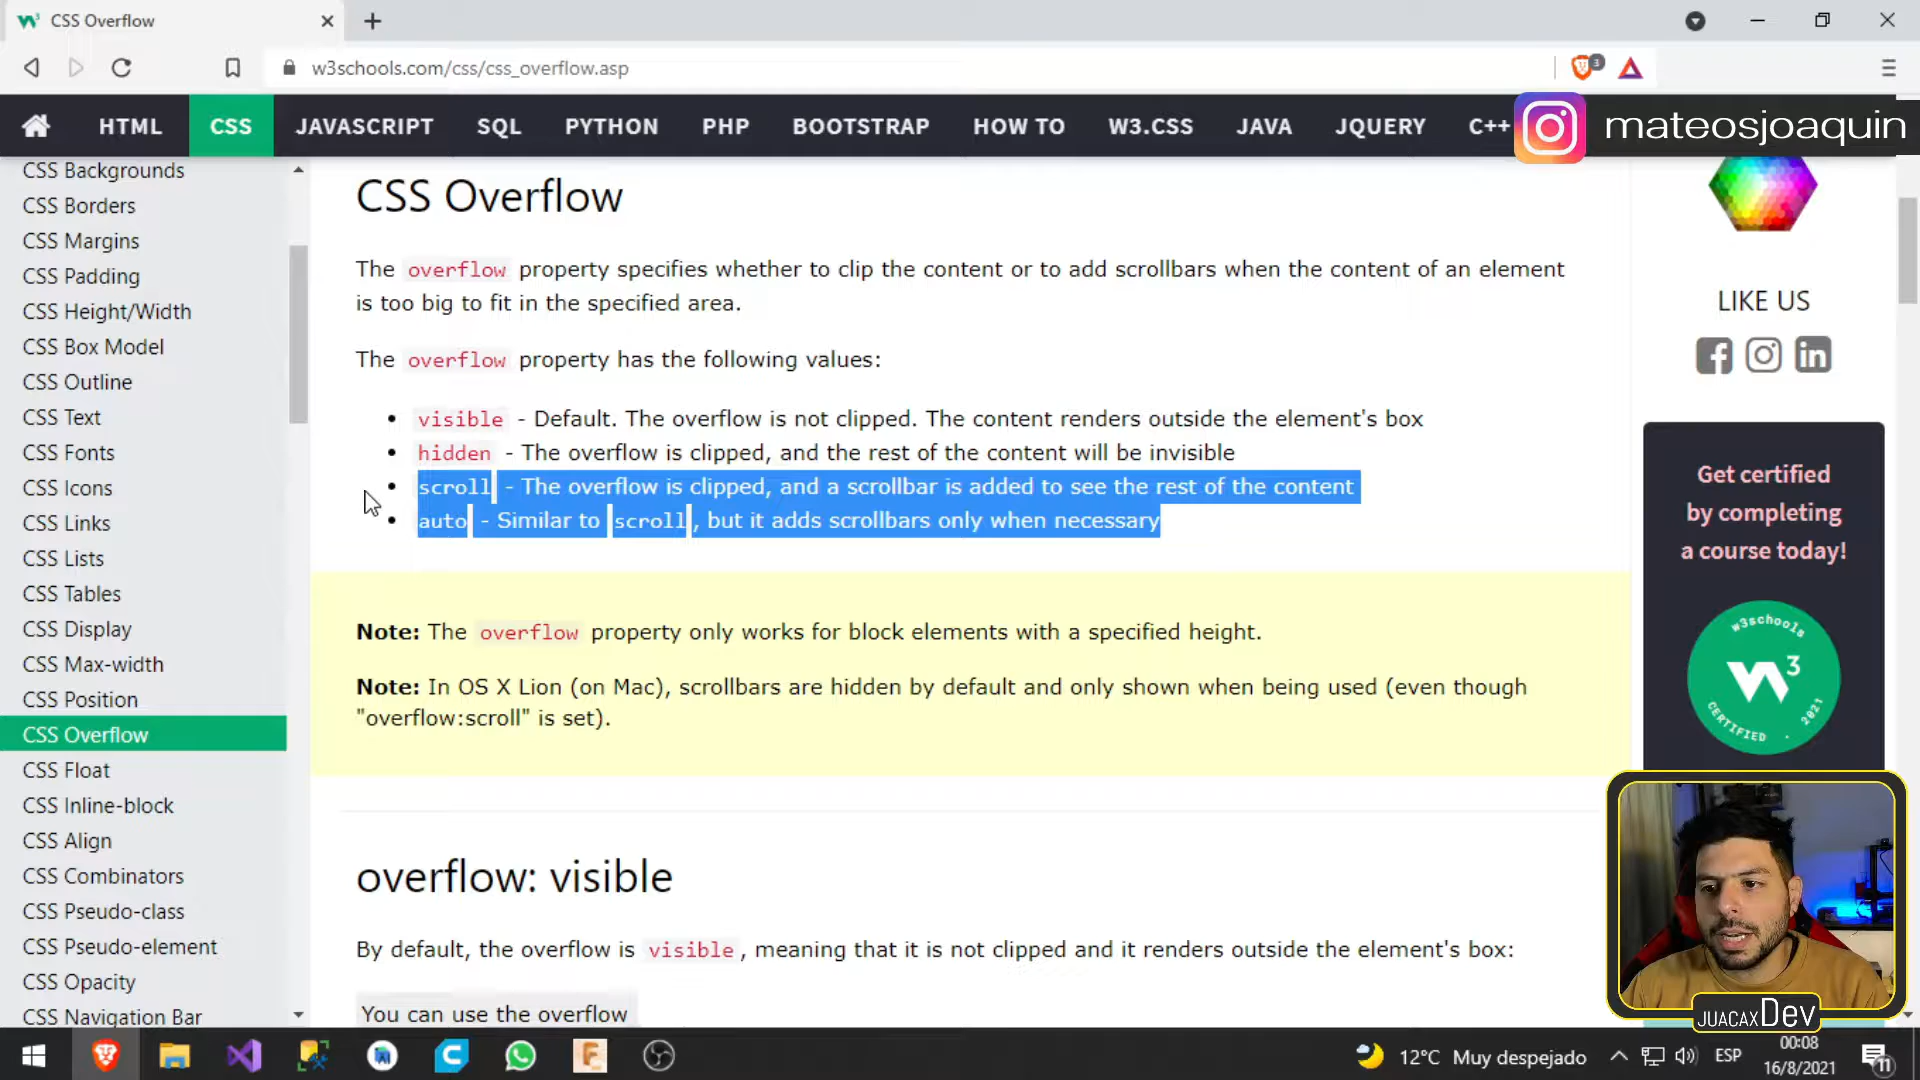 CSS Overflow
w3schools.com/css/css_overflow.asp
3
HTML CSS JAVASCRIPT SQL PYTHON PHP BOOTSTRAP HOW TO W3.CSS JAVA JQUERY C++
mateosjoaquin
CSS Backgrounds
CSS Borders
CSS Margins
CSS Padding
CSS Height/Width
CSS Box Model
CSS Outline
CSS Text
CSS Fonts
CSS Icons
CSS Links
CSS Lists
CSS Tables
CSS Display
CSS Max-width
CSS Position
CSS Overflow
CSS Float
CSS Inline-block
CSS Align
CSS Combinators
CSS Pseudo-class
CSS Pseudo-element
CSS Opacity
CSS Navigation Bar
CSS Overflow
The overflow property specifies whether to clip the content or to add scrollbars when the content of an element
is too big to fit in the specified area.
The overflow property has the following values:
• visible - Default. The overflow is not clipped. The content renders outside the element's box
• hidden - The overflow is clipped, and the rest of the content will be invisible
• scroll - The overflow is clipped, and a scrollbar is added to see the rest of the content
• auto - Similar to scroll, but it adds scrollbars only when necessary
Note: The overflow property only works for block elements with a specified height.
Note: In OS X Lion (on Mac), scrollbars are hidden by default and only shown when being used (even though
"overflow:scroll" is set).
overflow: visible
By default, the overflow is visible, meaning that it is not clipped and it renders outside the element's box:
You can use the overflow
LIKE US
Get certified
by completing
a course today!
w3schools
W3
CERTIFIED . 2021
JUACAXDev
12°C Muy despejado
ESP
00:08
16/8/2021
11